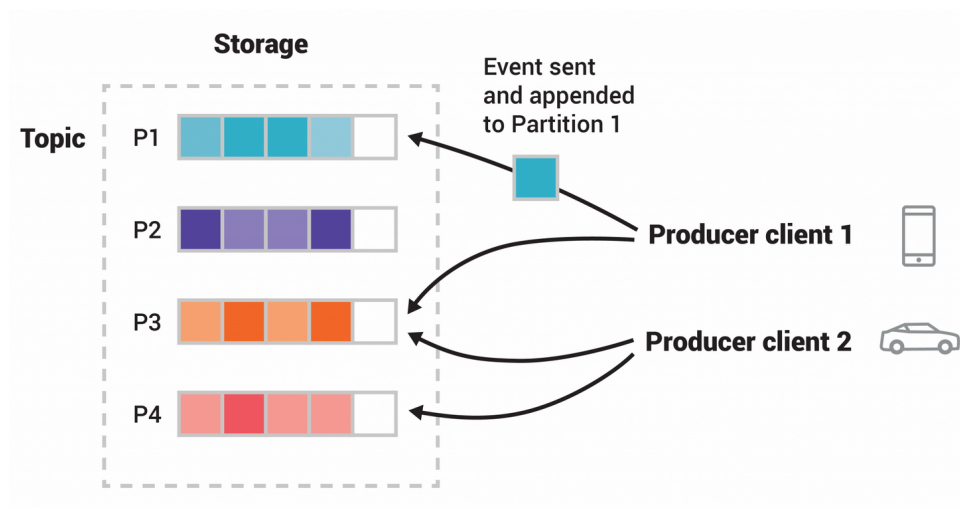 Storage
Event sent
and appended
to Partition 1
Topic
P1
P2
Producer client 1
P3
Producer client 2
P4